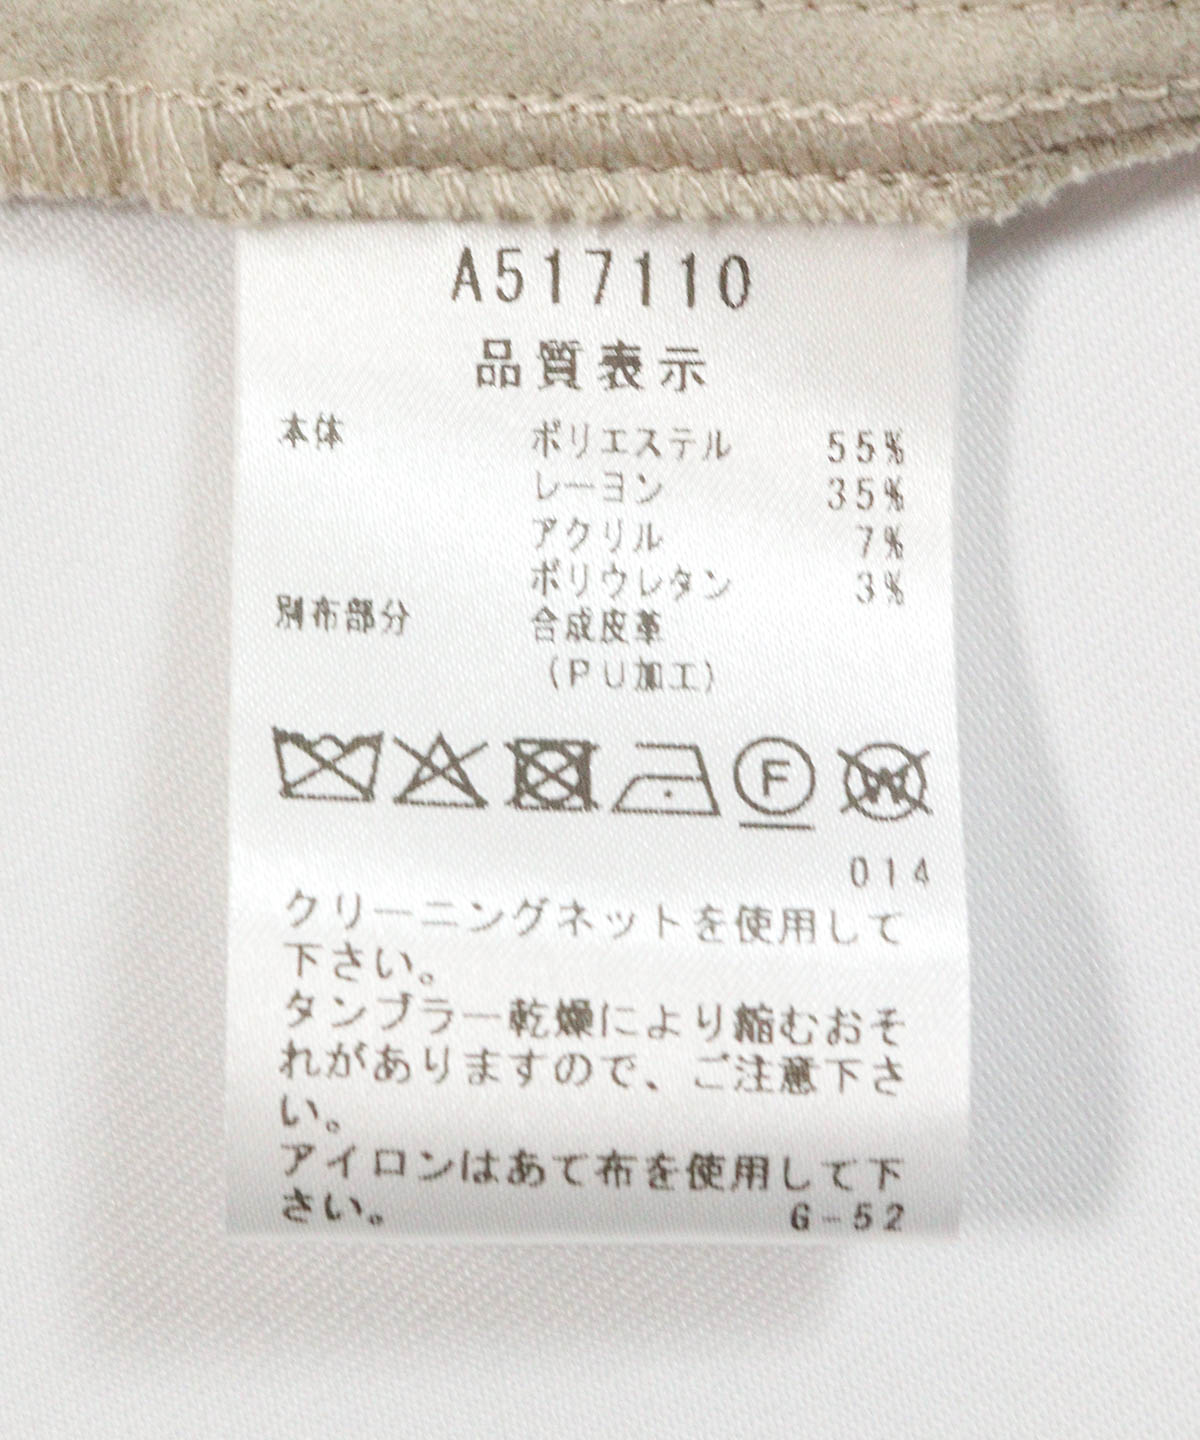 A517110
品質表示
本体 ポリエステル 55%
レーヨン 35%
アクリル 7%
ポリウレタン 3%
別布部分 合成皮革
(PU加工)
F W
014
クリーニングネットを使用して
下さい。
タンブラー乾燥により縮むおそ
れがありますので、ご注意下さ
い。
アイロンはあて布を使用して下
さい。 G-52